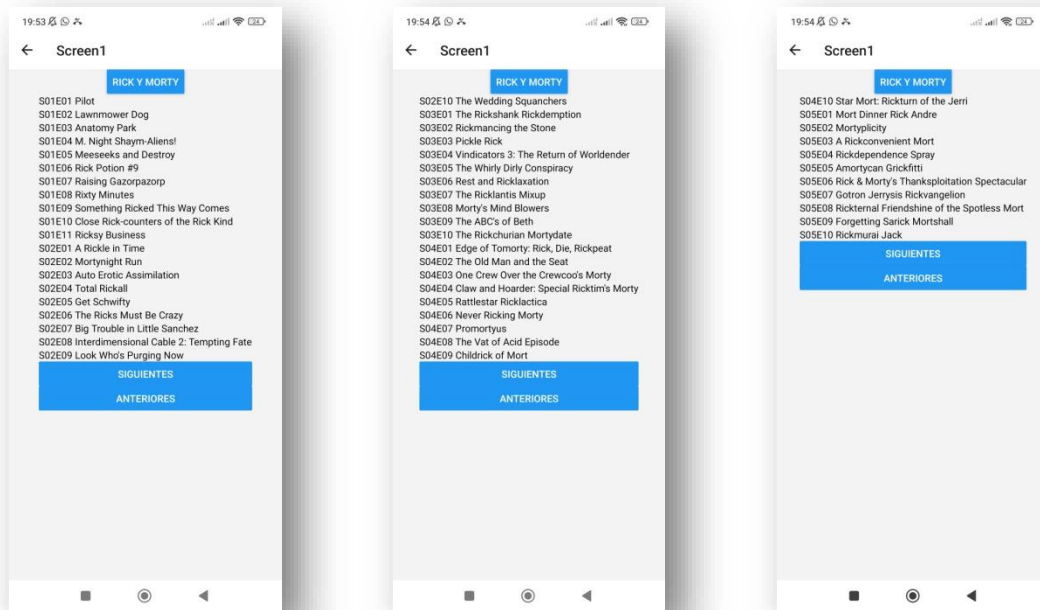 19:53
24
Screen1
RICK Y MORTY
S01E01 Pilot
S01E02 Lawnmower Dog
S01E03 Anatomy Park
S01E04 M. Night Shaym-Aliens!
S01E05 Meeseeks and Destroy
S01E06 Rick Potion #9
S01E07 Raising Gazorpazorp
S01E08 Rixty Minutes
S01E09 Something Ricked This Way Comes
S01E10 Close Rick-counters of the Rick Kind
S01E11 Ricksy Business
S02E01 A Rickle in Time
S02E02 Mortynight Run
S02E03 Auto Erotic Assimilation
S02E04 Total Rickall
S02E05 Get Schwifty
S02E06 The Ricks Must Be Crazy
S02E07 Big Trouble in Little Sanchez
S02E08 Interdimensional Cable 2: Tempting Fate
S02E09 Look Who's Purging Now
SIGUIENTES
ANTERIORES
19:54
24
Screen1
RICK Y MORTY
S02E10 The Wedding Squanchers
S03E01 The Rickshank Rickdemption
S03E02 Rickmancing the Stone
S03E03 Pickle Rick
S03E04 Vindicators 3: The Return of Worldender
S03E05 The Whirly Dirly Conspiracy
S03E06 Rest and Ricklaxation
S03E07 The Ricklantis Mixup
S03E08 Morty's Mind Blowers
S03E09 The ABC's of Beth
S03E10 The Rickchurian Mortydate
S04E01 Edge of Tomorty: Rick, Die, Rickpeat
S04E02 The Old Man and the Seat
S04E03 One Crew Over the Crewcoo's Morty
S04E04 Claw and Hoarder: Special Ricktim's Morty
S04E05 Rattlestar Ricklactica
S04E06 Never Ricking Morty
S04E07 Promortyus
S04E08 The Vat of Acid Episode
S04E09 Childrick of Mort
SIGUIENTES
ANTERIORES
19:54
24
Screen1
RICK Y MORTY
S04E10 Star Mort: Rickturn of the Jerri
S05E01 Mort Dinner Rick Andre
S05E02 Mortyplicity
S05E03 A Rickconvenient Mort
S05E04 Rickdependence Spray
S05E05 Amortycan Grickfitti
S05E06 Rick & Morty's Thanksploitation Spectacular
S05E07 Gotron Jerrysis Rickvangelion
S05E08 Rickternal Friendshine of the Spotless Mort
S05E09 Forgetting Sarick Mortshall
S05E10 Rickmurai Jack
SIGUIENTES
ANTERIORES